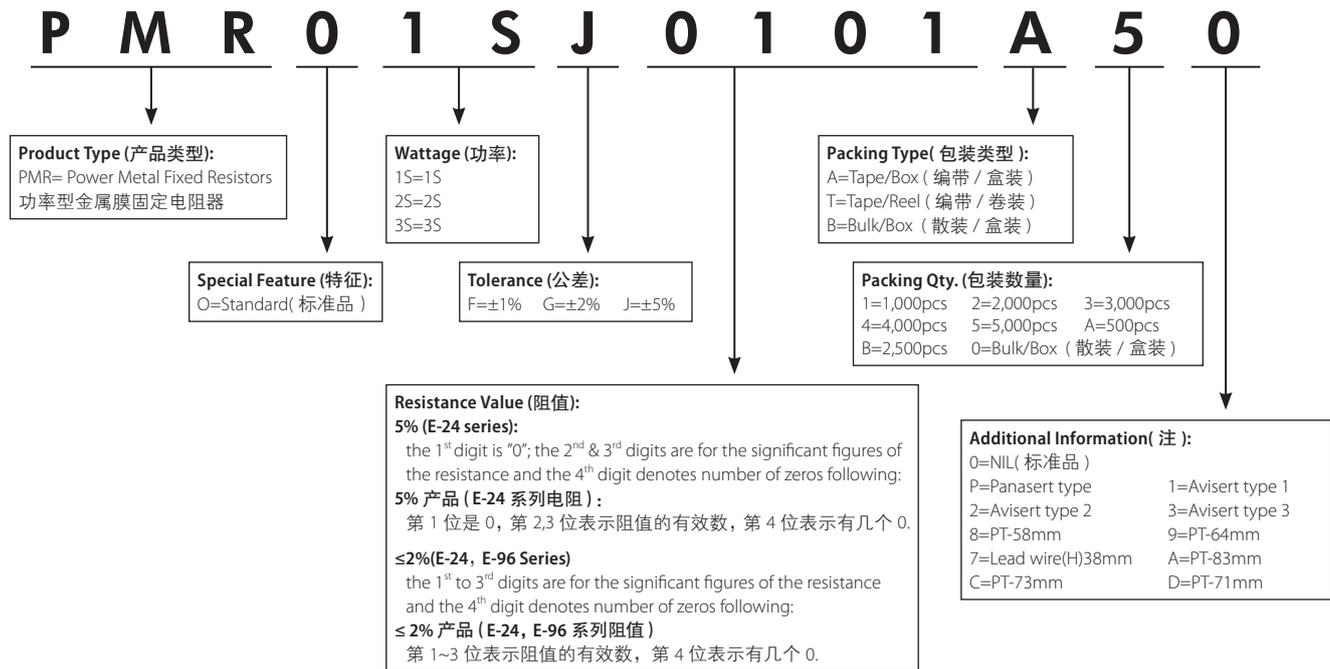 P M R 0 1 S J 0 1 0 1 A 5 0
Product Type (产品类型):
PMR= Power Metal Fixed Resistors
功率型金属膜固定电阻器
Wattage (功率):
1S=1S
2S=2S
3S=3S
Packing Type( 包装类型 ):
A=Tape/Box ( 编带 / 盒装 )
T=Tape/Reel ( 编带 / 卷装 )
B=Bulk/Box ( 散装 / 盒装 )
Special Feature (特征):
O=Standard( 标准品 )
Tolerance (公差):
F=±1% G=±2% J=±5%
Packing Qty. (包装数量):
1=1,000pcs 2=2,000pcs 3=3,000pcs
4=4,000pcs 5=5,000pcs A=500pcs
B=2,500pcs 0=Bulk/Box ( 散装 / 盒装 )
Resistance Value (阻值):
5% (E-24 series):
the 1st digit is "0"; the 2nd & 3rd digits are for the significant figures of
the resistance and the 4th digit denotes number of zeros following:
5% 产品 ( E-24 系列电阻 ) :
第 1 位是 0, 第 2,3 位表示阻值的有效数, 第 4 位表示有几个 0.
≤2%(E-24, E-96 Series)
the 1st to 3rd digits are for the significant figures of the resistance
and the 4th digit denotes number of zeros following:
≤ 2% 产品 ( E-24, E-96 系列阻值 )
第 1~3 位表示阻值的有效数, 第 4 位表示有几个 0.
Additional Information( 注 ):
0=NIL( 标准品 )
P=Panasert type 1=Avisert type 1
2=Avisert type 2 3=Avisert type 3
8=PT-58mm 9=PT-64mm
7=Lead wire(H)38mm A=PT-83mm
C=PT-73mm D=PT-71mm